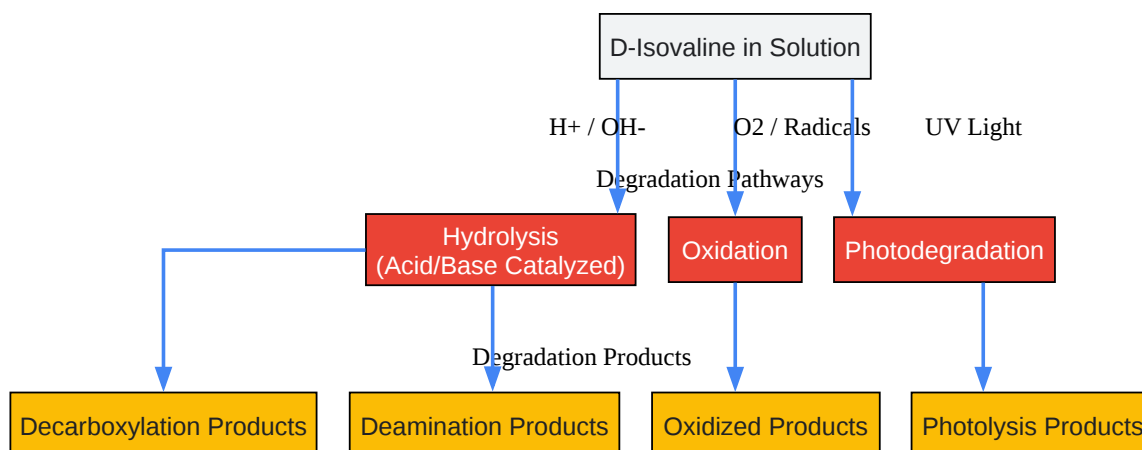 D-Isovaline in Solution
H+ / OH-
O2 / Radicals
UV Light
Degradation Pathways
Hydrolysis
(Acid/Base Catalyzed)
Oxidation
Photodegradation
Degradation Products
Decarboxylation Products
Deamination Products
Oxidized Products
Photolysis Products